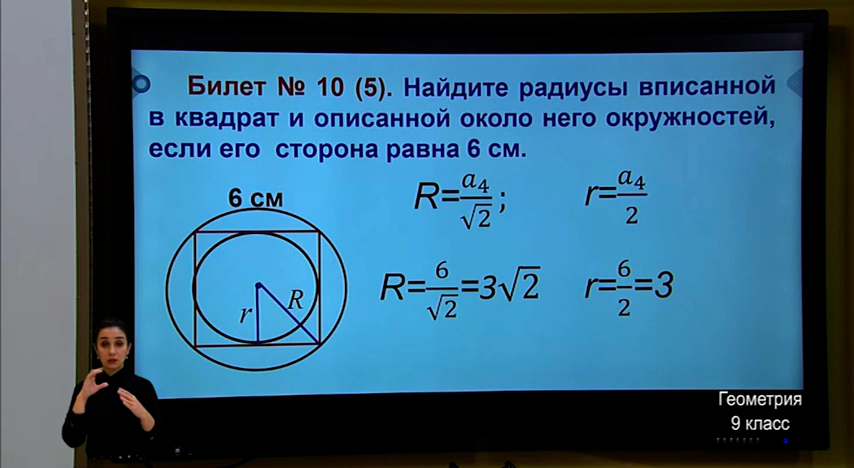 Билет № 10 (5). Найдите радиусы вписанной
в квадрат и описанной около него окружностей,
если его сторона равна 6 см.
6 см
R=a₄/√2; r=a₄/2
R=6/√2=3√2 r=6/2=3
r R
Геометрия
9 класс